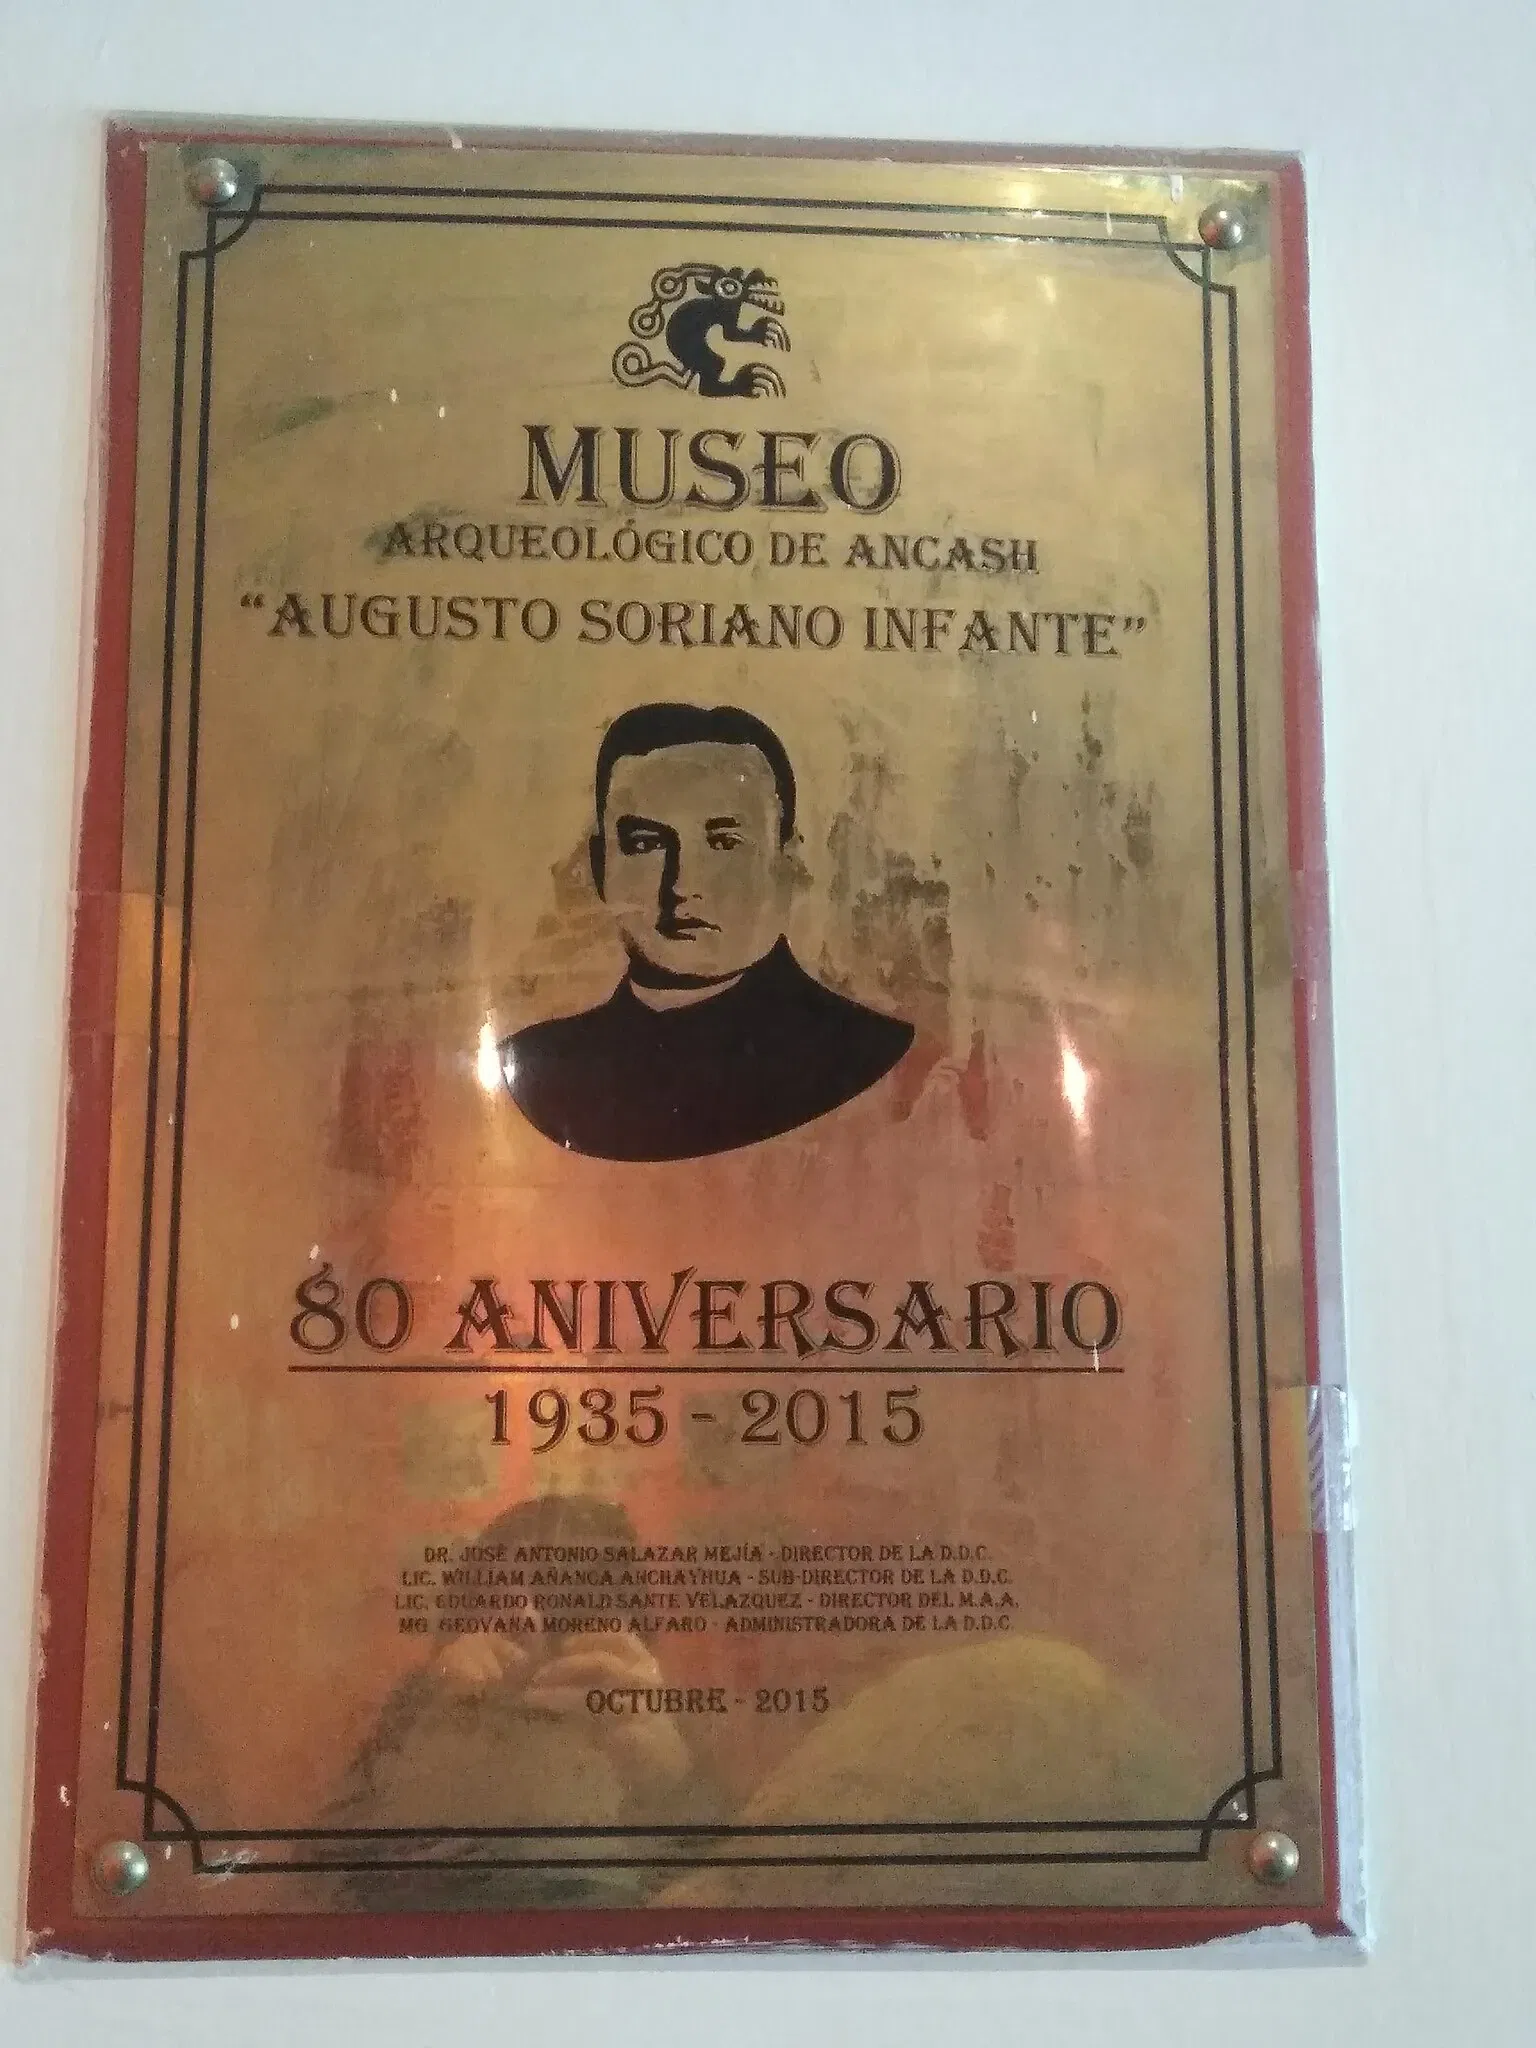 MUSEO
ARQUEOLÓGICO DE ANCASH
"AUGUSTO SORIANO INFANTE"
80 ANIVERSARIO
1935 - 2015
DR. JOSÉ ANTONIO SALAZAR MEJÍA - DIRECTOR DE LA D.D.C.
LIC. WILLIAM AÑANCA ANCHAYHUA - SUB-DIRECTOR DE LA D.D.C.
LIC. EDUARDO RONALD SANTE VELAZQUEZ - DIRECTOR DEL M.A.A.
MG. GEOVANA MORENO ALFARO - ADMINISTRADORA DE LA D.D.C.
OCTUBRE - 2015